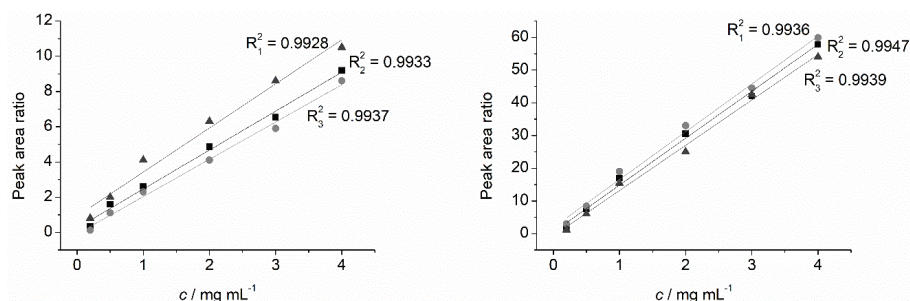 12
10
8
6
4
2
0
Peak area ratio
R₁² = 0.9928
R₂² = 0.9933
R₃² = 0.9937
0 1 2 3 4
c / mg mL⁻¹
60
50
40
30
20
10
0
Peak area ratio
R₁² = 0.9936
R₂² = 0.9947
R₃² = 0.9939
0 1 2 3 4
c / mg mL⁻¹